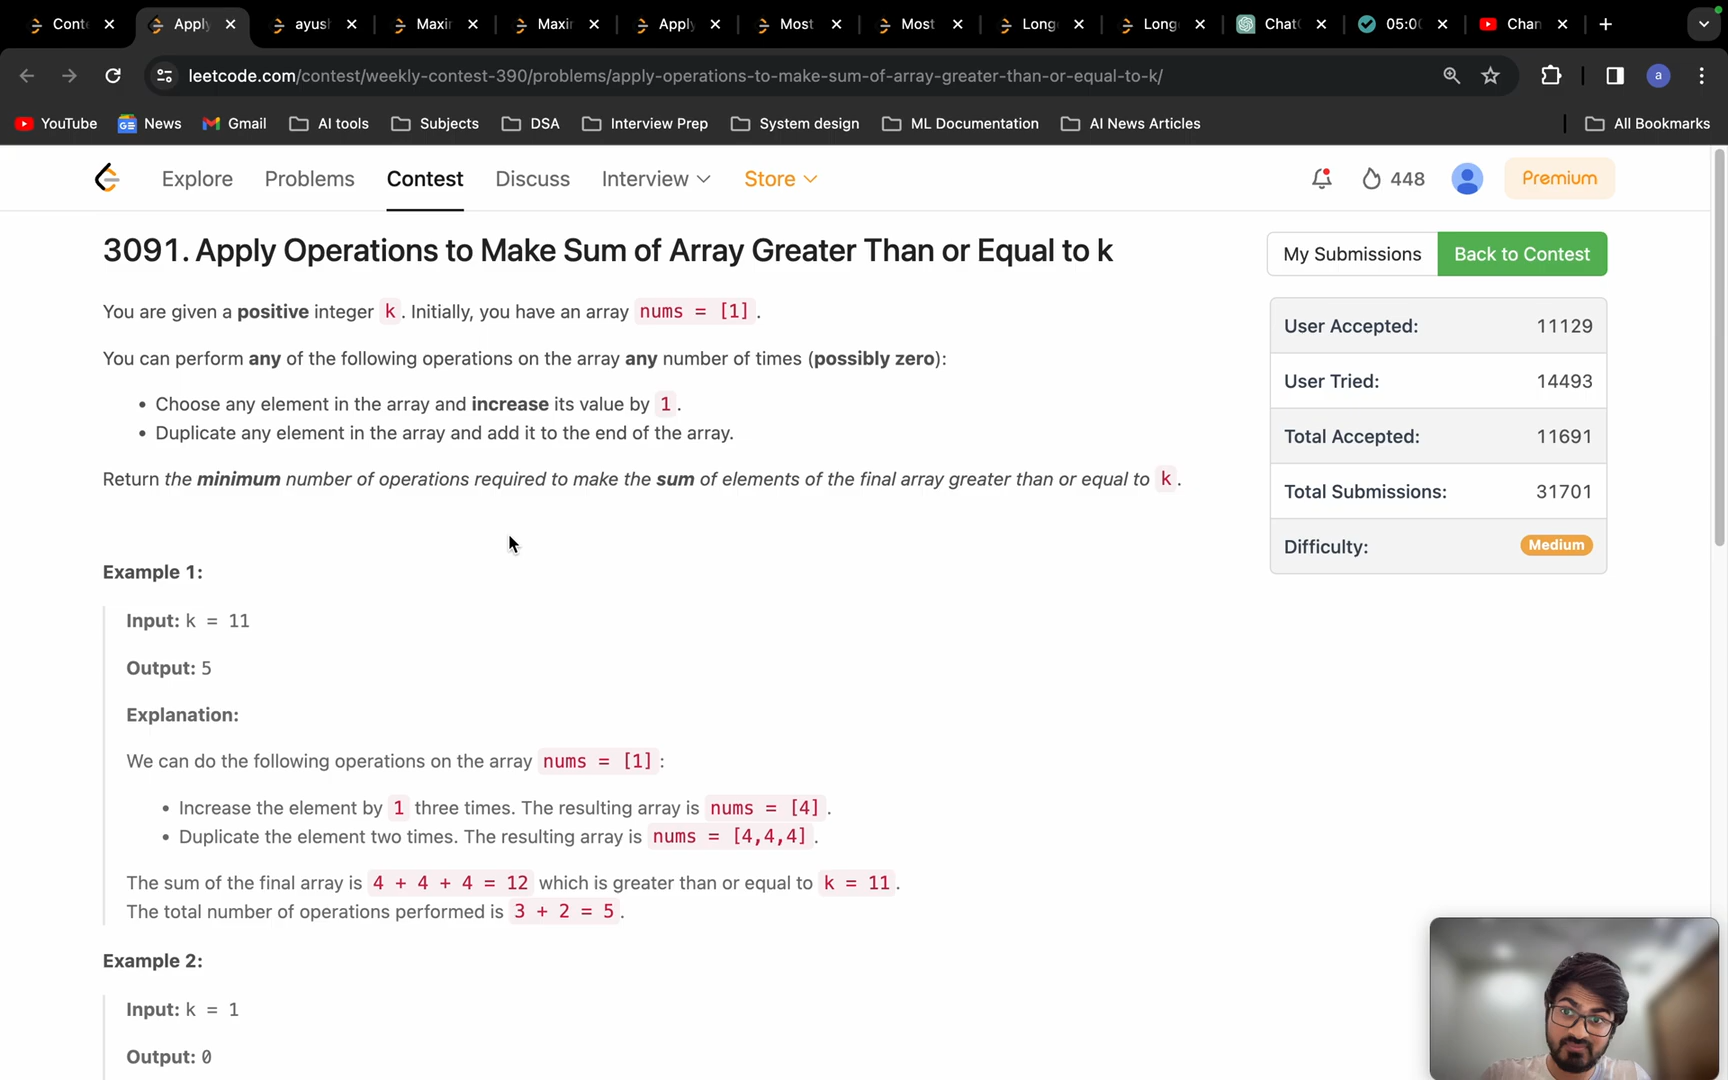 Cont
Apply
ayush
Maxir
Maxir
Apply
Most
Most
Long
Long
Chat
05:0
Chan
leetcode.com/contest/weekly-contest-390/problems/apply-operations-to-make-sum-of-array-greater-than-or-equal-to-k/
a
YouTube
News
Gmail
AI tools
Subjects
DSA
Interview Prep
System design
ML Documentation
AI News Articles
All Bookmarks
Explore
Problems
Contest
Discuss
Interview
Store
448
Premium
3091. Apply Operations to Make Sum of Array Greater Than or Equal to k
My Submissions
Back to Contest
You are given a positive integer k. Initially, you have an array nums = [1].
You can perform any of the following operations on the array any number of times (possibly zero):
• Choose any element in the array and increase its value by 1.
• Duplicate any element in the array and add it to the end of the array.
Return the minimum number of operations required to make the sum of elements of the final array greater than or equal to k.
User Accepted: 11129
User Tried: 14493
Total Accepted: 11691
Total Submissions: 31701
Difficulty: Medium
Example 1:
Input: k = 11
Output: 5
Explanation:
We can do the following operations on the array nums = [1]:
• Increase the element by 1 three times. The resulting array is nums = [4].
• Duplicate the element two times. The resulting array is nums = [4,4,4].
The sum of the final array is 4 + 4 + 4 = 12 which is greater than or equal to k = 11.
The total number of operations performed is 3 + 2 = 5.
Example 2:
Input: k = 1
Output: 0